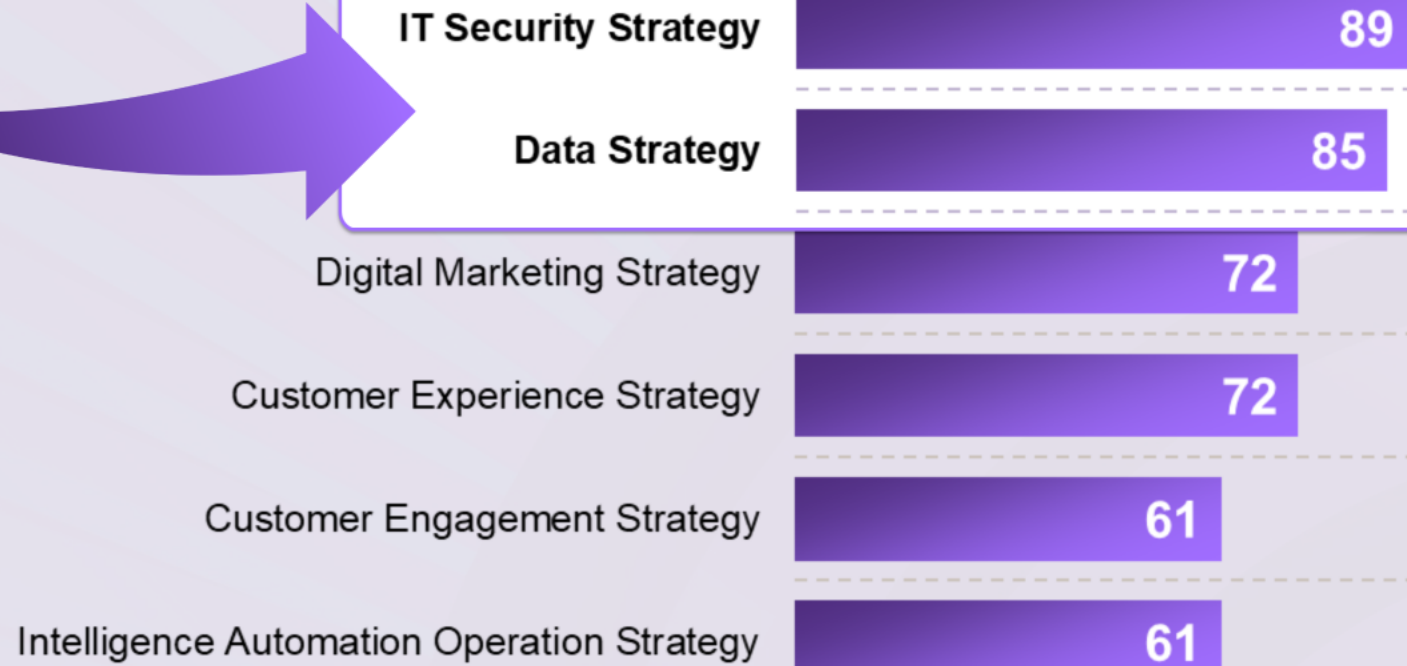 IT Security Strategy 89
Data Strategy 85
Digital Marketing Strategy 72
Customer Experience Strategy 72
Customer Engagement Strategy 61
Intelligence Automation Operation Strategy 61